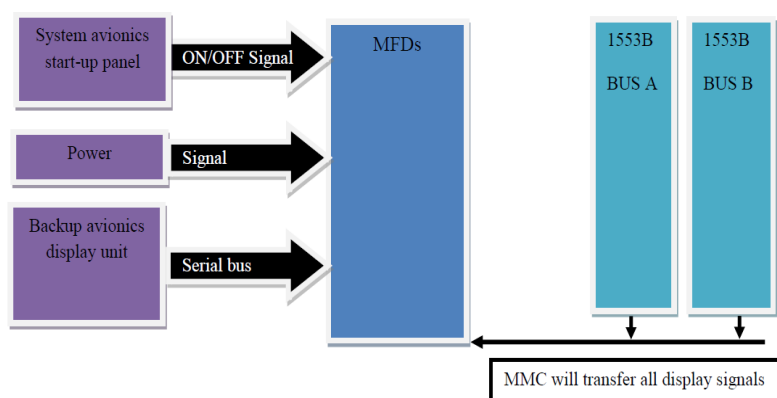 System avionics
start-up panel
ON/OFF Signal
MFDs
1553B
BUS A
1553B
BUS B
Power
Signal
Backup avionics
display unit
Serial bus
MMC will transfer all display signals